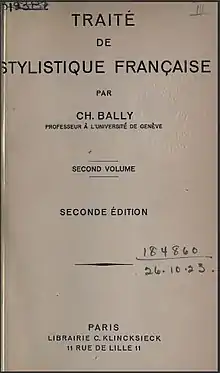 TRAITÉ
DE
STYLISTIQUE FRANÇAISE
PAR
CH. BALLY
PROFESSEUR À L'UNIVERSITÉ DE GENÈVE
SECOND VOLUME
SECONDE ÉDITION
184860
26.10.23.
PARIS
LIBRAIRIE C. KLINCKSIECK
11 RUE DE LILLE 11